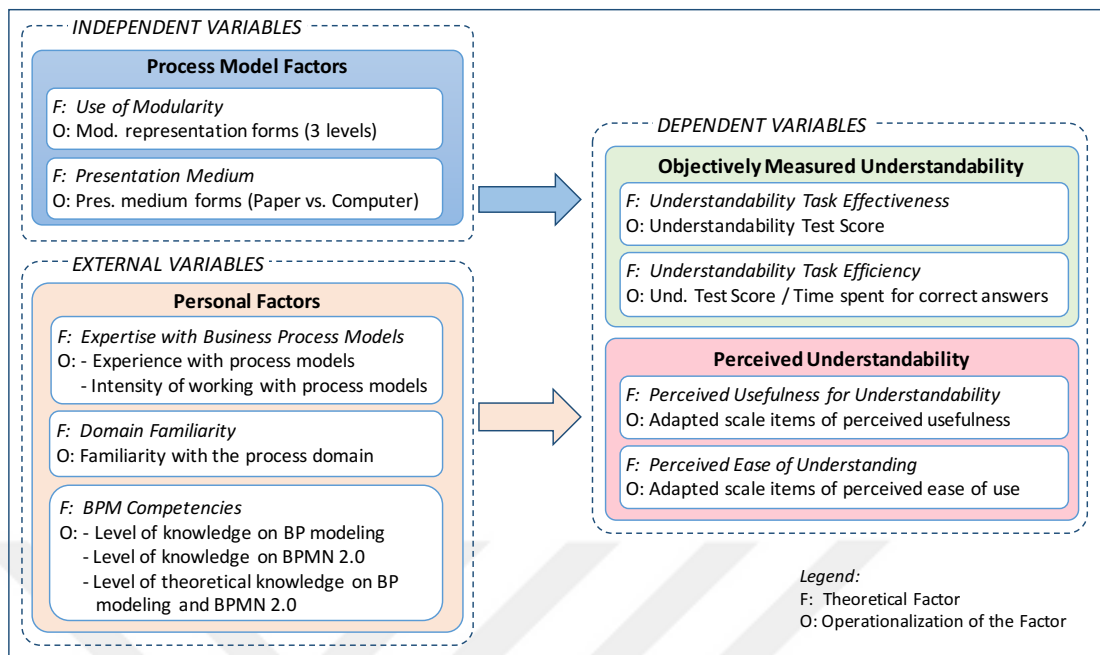 INDEPENDENT VARIABLES
Process Model Factors
F: Use of Modularity
O: Mod. representation forms (3 levels)
F: Presentation Medium
O: Pres. medium forms (Paper vs. Computer)
EXTERNAL VARIABLES
Personal Factors
F: Expertise with Business Process Models
O: - Experience with process models
- Intensity of working with process models
F: Domain Familiarity
O: Familiarity with the process domain
F: BPM Competencies
O: - Level of knowledge on BP modeling
- Level of knowledge on BPMN 2.0
- Level of theoretical knowledge on BP
modeling and BPMN 2.0
DEPENDENT VARIABLES
Objectively Measured Understandability
F: Understandability Task Effectiveness
O: Understandability Test Score
F: Understandability Task Efficiency
O: Und. Test Score / Time spent for correct answers
Perceived Understandability
F: Perceived Usefulness for Understandability
O: Adapted scale items of perceived usefulness
F: Perceived Ease of Understanding
O: Adapted scale items of perceived ease of use
Legend:
F: Theoretical Factor
O: Operationalization of the Factor